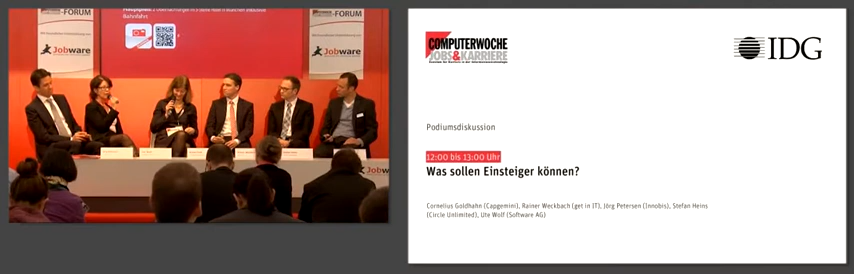 -FORUM
-FORUM
Bahnfahrt.
Jobware
Jobware
Jobw
COMPUTERWOCHE
JOBS&KARRIERE
IDG
Podiumsdiskussion
12:00 bis 13:00 Uhr
Was sollen Einsteiger können?
Cornelius Goldhahn (Capgemini), Rainer Weckbach (get in IT), Jörg Petersen (Innobis), Stefan Heins
(Circle Unlimited), Ute Wolf (Software AG)